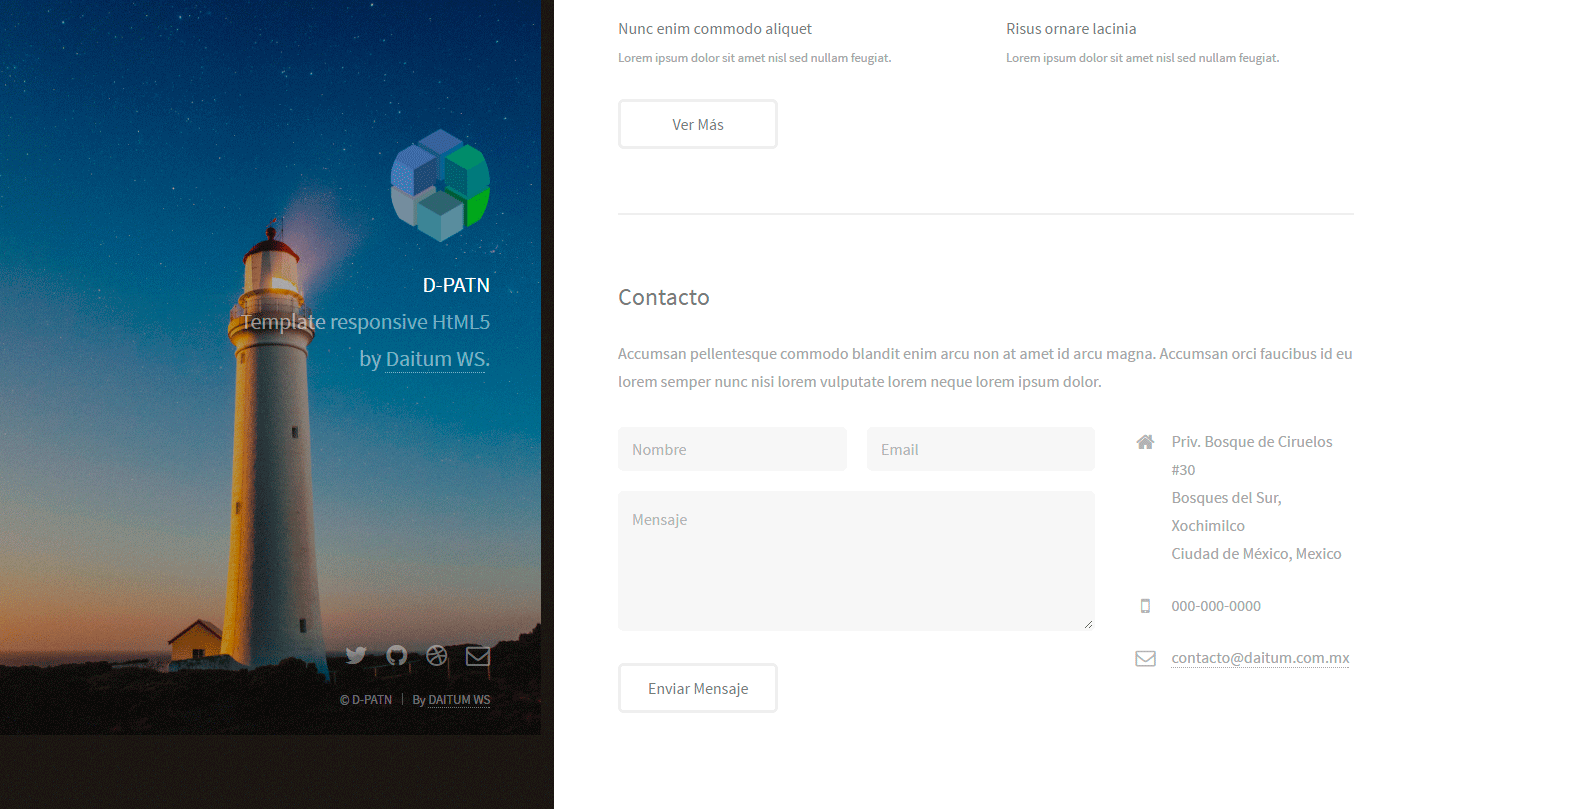 D-PATN
Template responsive HtML5
by Daitum WS.
© D-PATN | By DAITUM WS
Nunc enim commodo aliquet
Lorem ipsum dolor sit amet nisl sed nullam feugiat.
Risus ornare lacinia
Lorem ipsum dolor sit amet nisl sed nullam feugiat.
Ver Más
Contacto
Accumsan pellentesque commodo blandit enim arcu non at amet id arcu magna. Accumsan orci faucibus id eu
lorem semper nunc nisi lorem vulputate lorem neque lorem ipsum dolor.
Nombre
Email
Mensaje
Enviar Mensaje
Priv. Bosque de Ciruelos
#30
Bosques del Sur,
Xochimilco
Ciudad de México, Mexico
000-000-0000
contacto@daitum.com.mx